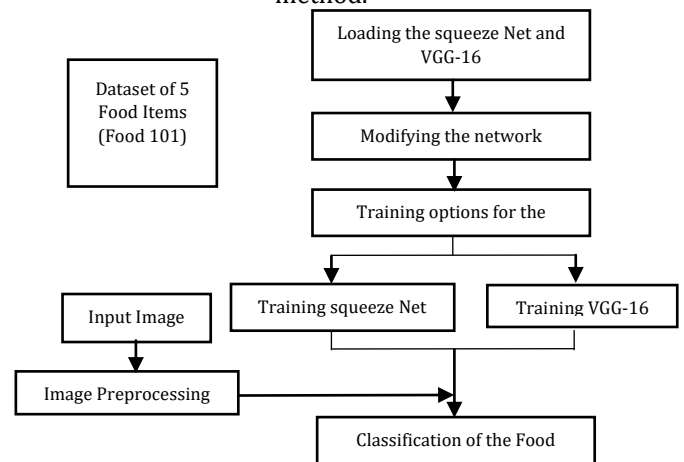 method.
Loading the squeeze Net and
VGG-16
Dataset of 5
Food Items
(Food 101)
Modifying the network
Training options for the
Training squeeze Net
Training VGG-16
Input Image
Image Preprocessing
Classification of the Food